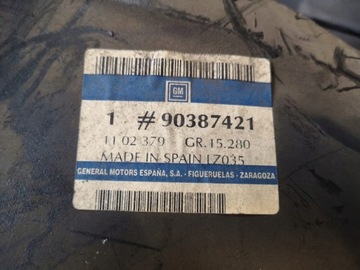 GM
1 #90387421
11 02 379 GR.15.280
MADE IN SPAIN LZ035
GENERAL MOTORS ESPAÑA, S.A. - FIGUERUELAS - ZARAGOZA